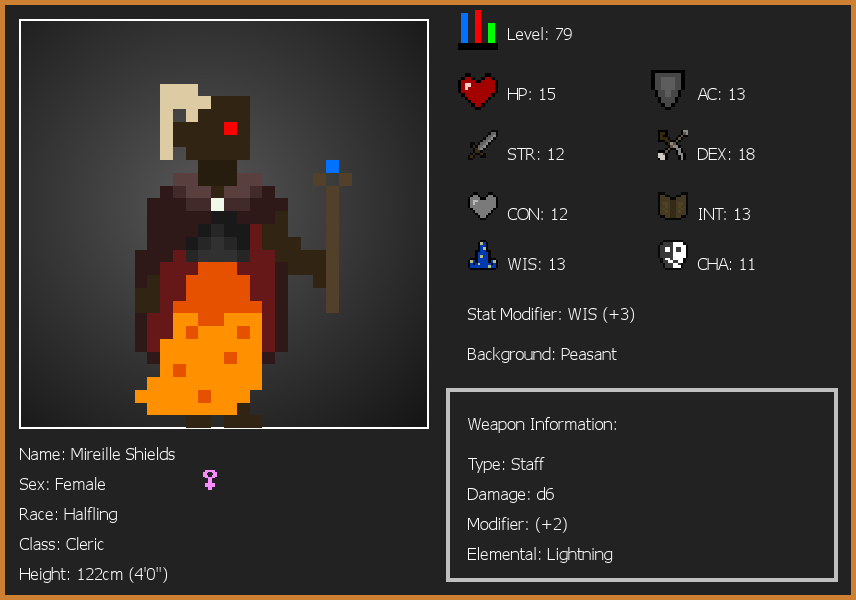 Level: 79
HP: 15
AC: 13
STR: 12
DEX: 18
CON: 12
INT: 13
WIS: 13
CHA: 11
Stat Modifier: WIS (+3)
Background: Peasant
Weapon Information:
Type: Staff
Damage: d6
Modifier: (+2)
Elemental: Lightning
Name: Mireille Shields
Sex: Female
Race: Halfling
Class: Cleric
Height: 122cm (4'0")